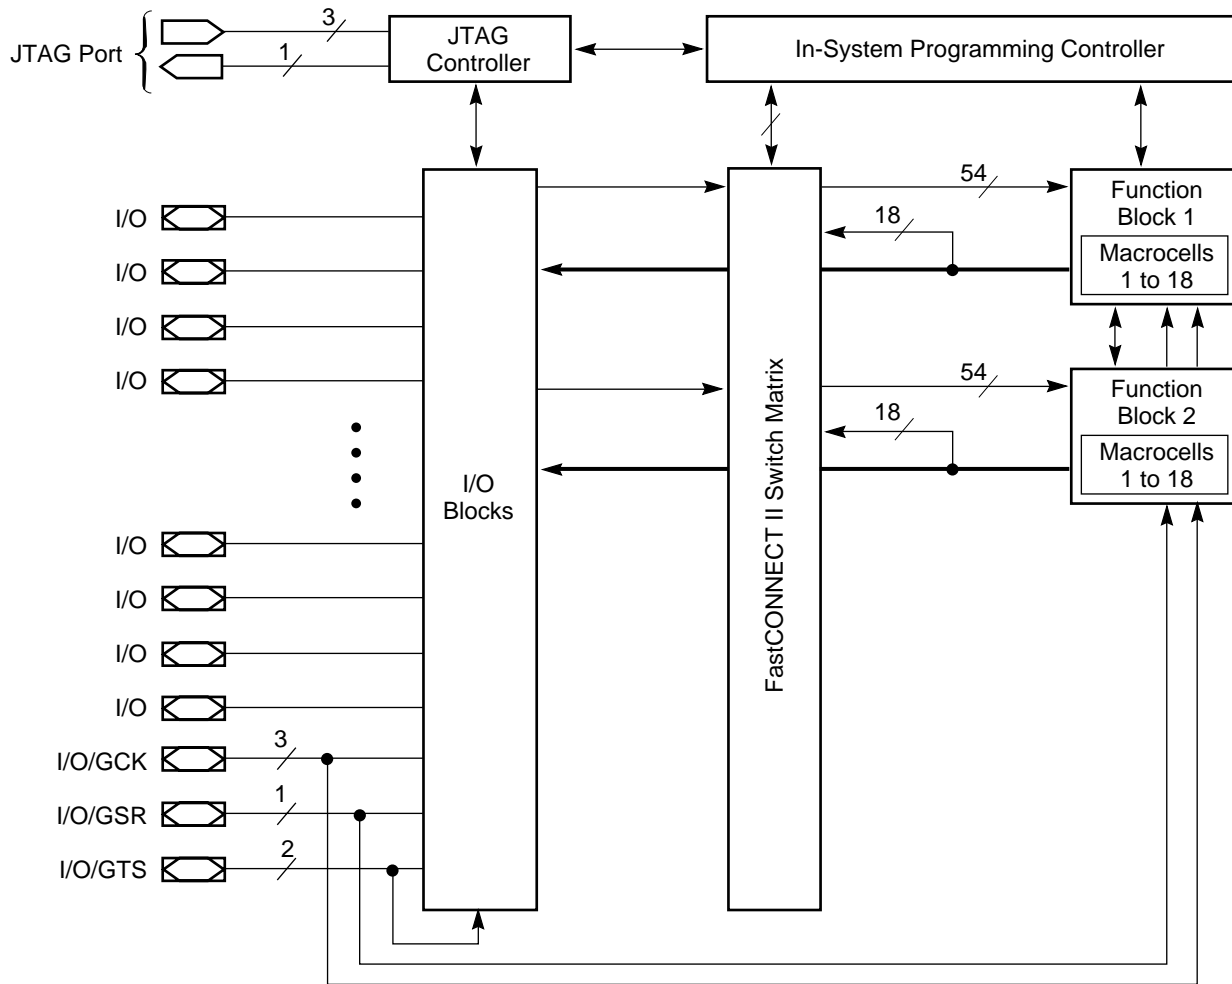 JTAG Port
3
1
JTAG
Controller
In-System Programming Controller
I/O
I/O
I/O
I/O
I/O
I/O
I/O
I/O
I/O/GCK
3
I/O/GSR
1
I/O/GTS
2
I/O
Blocks
FastCONNECT II Switch Matrix
54
18
Function
Block 1
Macrocells
1 to 18
54
18
Function
Block 2
Macrocells
1 to 18